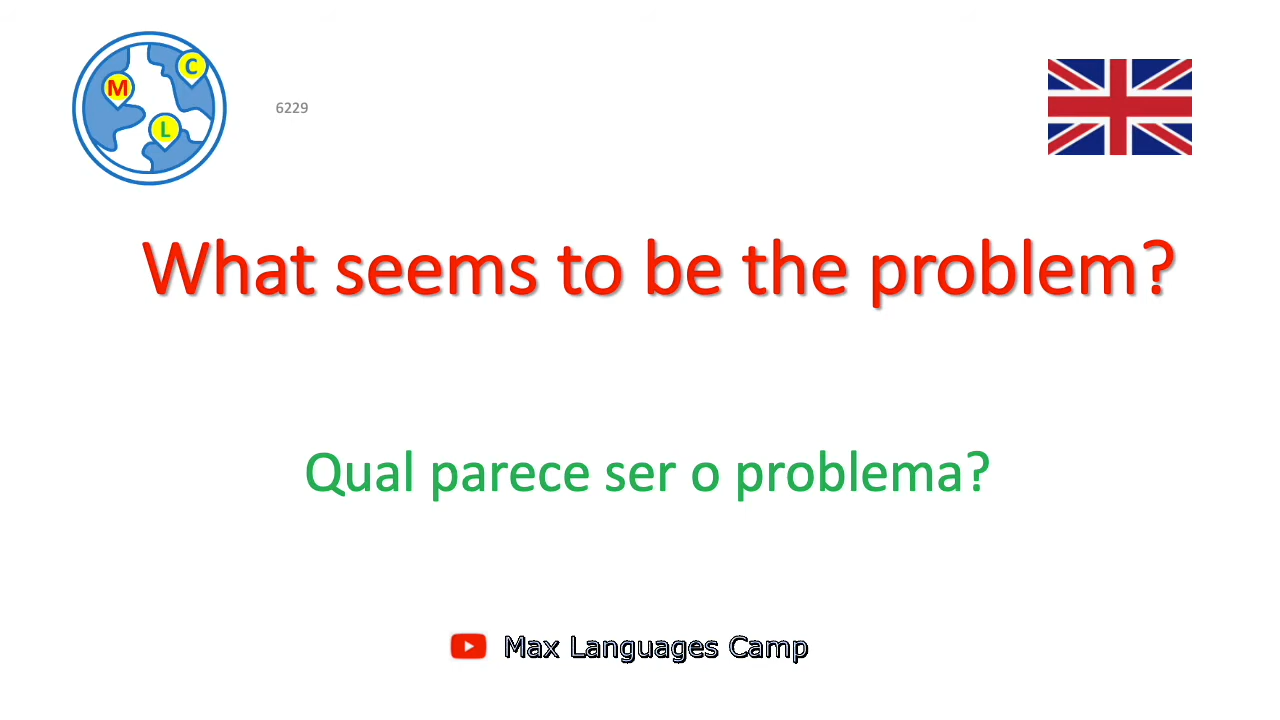 M
C
L
6229
What seems to be the problem?
Qual parece ser o problema?
Max Languages Camp